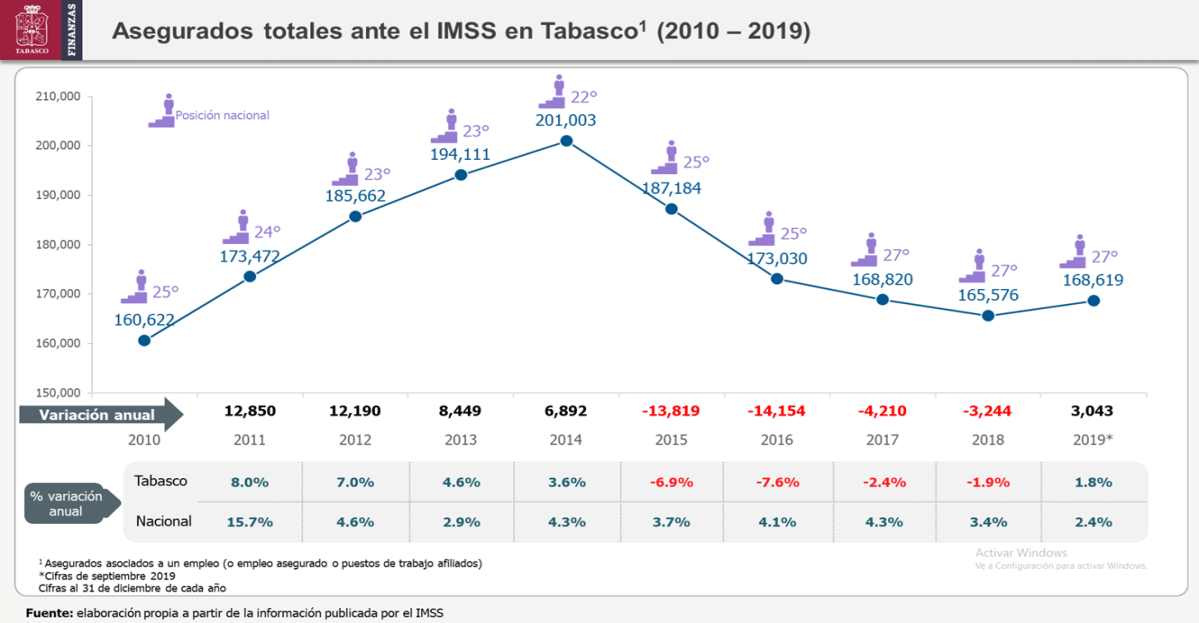 TABASCO
FINANZAS
Asegurados totales ante el IMSS en Tabasco¹ (2010 – 2019)
210,000
200,000
190,000
180,000
170,000
160,000
150,000
Posición nacional
25° 24° 23° 23° 22° 25° 25° 27° 27° 27°
160,622 173,472 185,662 194,111 201,003 187,184 173,030 168,820 165,576 168,619
Variación anual 12,850 12,190 8,449 6,892 -13,819 -14,154 -4,210 -3,244 3,043
2010 2011 2012 2013 2014 2015 2016 2017 2018 2019*
% variación
anual
Tabasco 8.0% 7.0% 4.6% 3.6% -6.9% -7.6% -2.4% -1.9% 1.8%
Nacional 15.7% 4.6% 2.9% 4.3% 3.7% 4.1% 4.3% 3.4% 2.4%
¹ Asegurados asociados a un empleo (o empleo asegurado o puestos de trabajo afiliados)
*Cifras de septiembre 2019
Cifras al 31 de diciembre de cada año
Activar Windows
Ve a Configuración para activar Windows.
Fuente: elaboración propia a partir de la información publicada por el IMSS